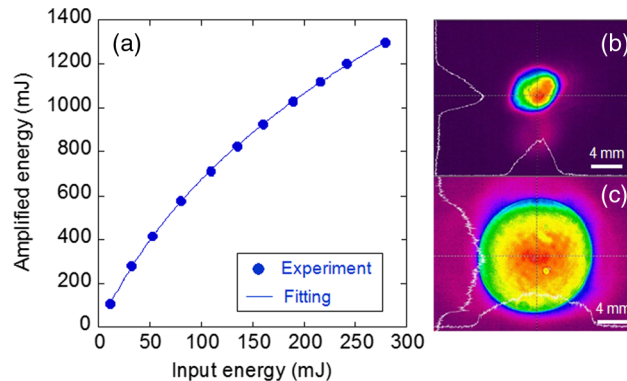 (a)
1400
1200
1000
800
600
400
200
0
Amplified energy (mJ)
Experiment
Fitting
0 50 100 150 200 250 300
Input energy (mJ)
(b)
4 mm
(c)
4 mm